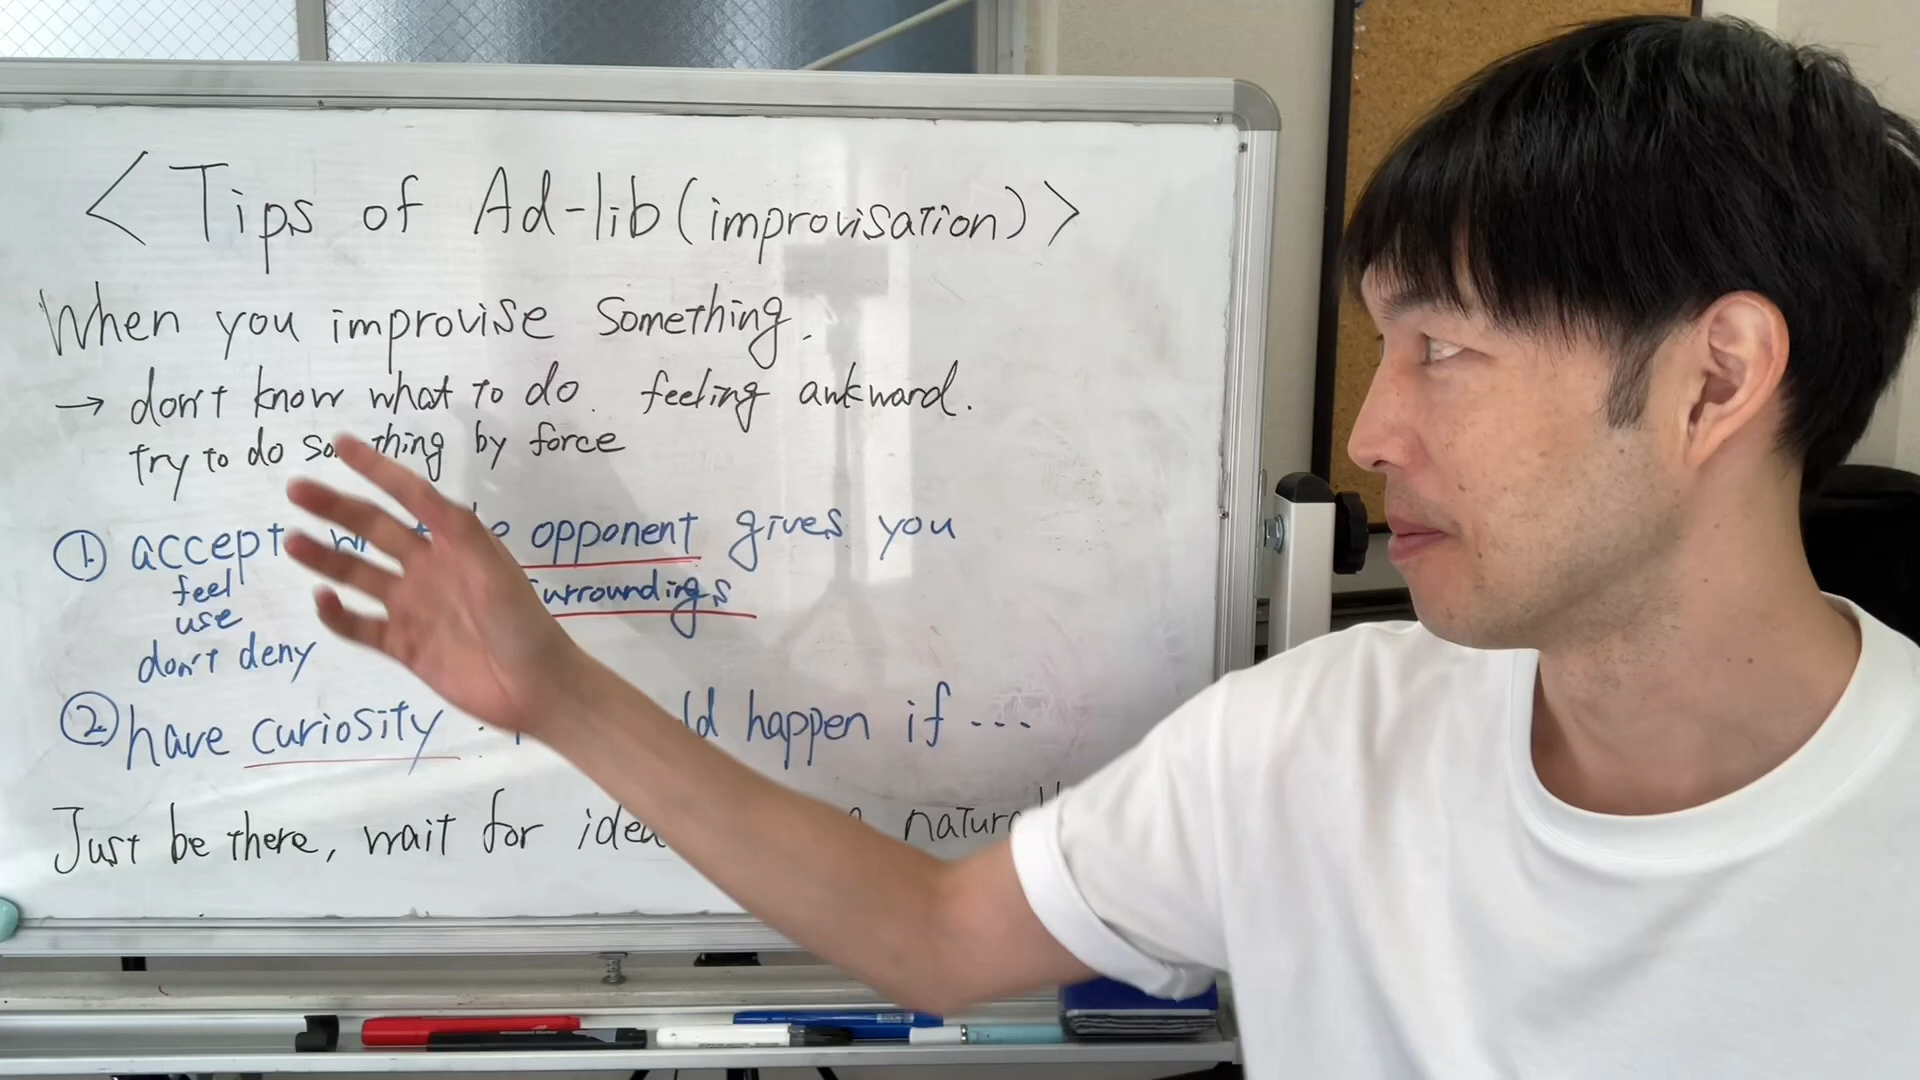 <Tips of Ad-lib (improvisation)>
When you improvise something.
→ don't know what to do. feeling awkward.
try to do something by force
① accept opponent gives you
feel surroundings
use
don't deny
② have curiosity : happen if ...
Just be there, wait for